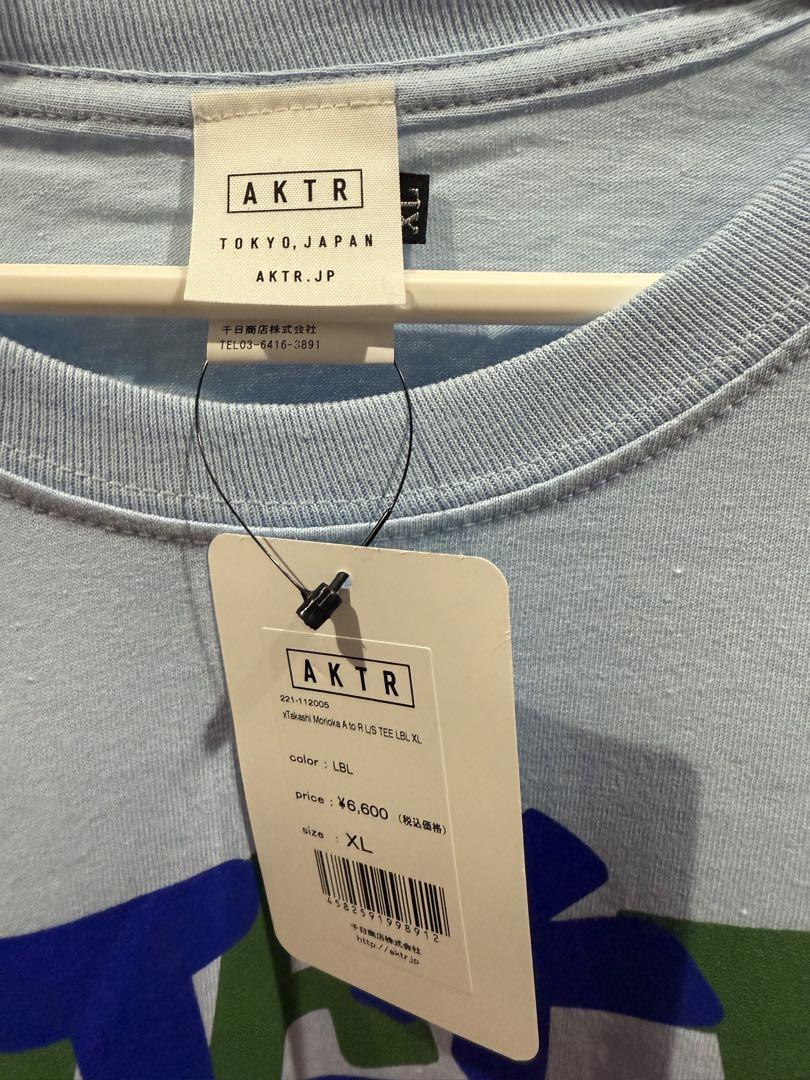 AKTR
XL
TOKYO, JAPAN
AKTR.JP
千日商店株式会社
TEL03-6416-3891
AKTR
221-112005
xTakashi Morioka A to R L/S TEE LBL XL
color : LBL
price : ¥6,600 (税込価格)
size : XL
4582591998912
千日商店株式会社
http://aktr.jp